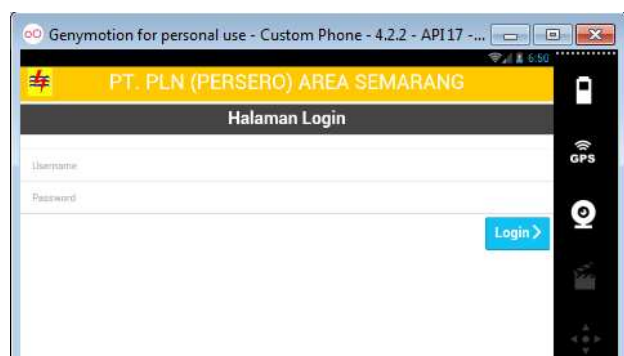 Genymotion for personal use - Custom Phone - 4.2.2 - API 17 -...
6:50
PT. PLN (PERSERO) AREA SEMARANG
Halaman Login
GPS
Username
Password
Login